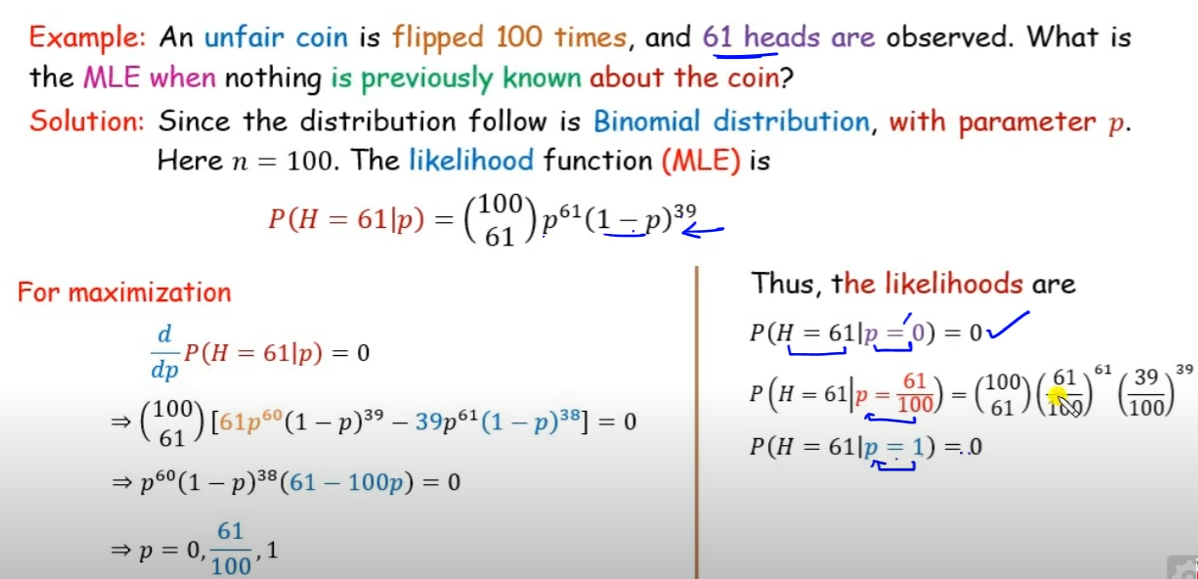 Example: An unfair coin is flipped 100 times, and 61 heads are observed. What is
the MLE when nothing is previously known about the coin?
Solution: Since the distribution follow is Binomial distribution, with parameter p.
Here n = 100. The likelihood function (MLE) is
P(H = 61|p) = (100 61) p^61 (1 − p)^39
For maximization
d/dp P(H = 61|p) = 0
⇒ (100 61) [61p^60 (1 − p)^39 − 39p^61 (1 − p)^38] = 0
⇒ p^60 (1 − p)^38 (61 − 100p) = 0
⇒ p = 0, 61/100, 1
Thus, the likelihoods are
P(H = 61|p = 0) = 0
P(H = 61|p = 61/100) = (100 61) (61/100)^61 (39/100)^39
P(H = 61|p = 1) = 0